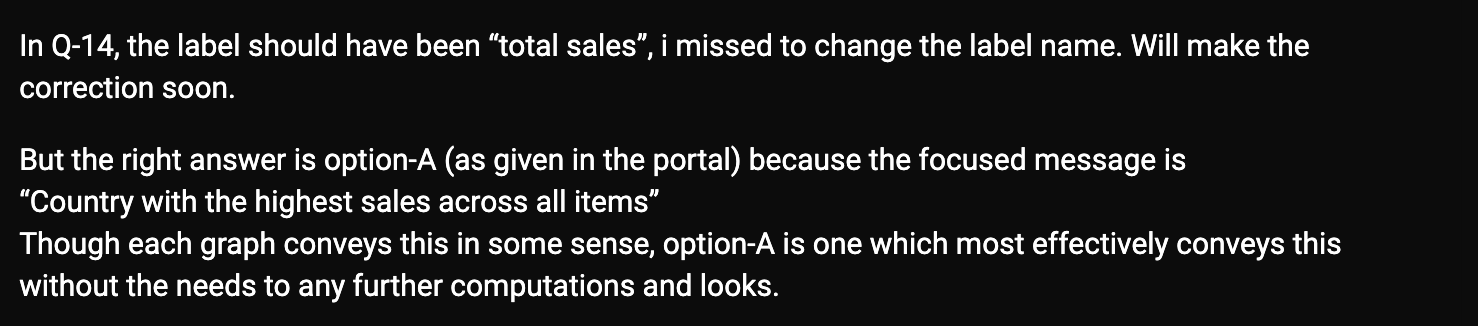 In Q-14, the label should have been “total sales”, i missed to change the label name. Will make the
correction soon.
But the right answer is option-A (as given in the portal) because the focused message is
“Country with the highest sales across all items”
Though each graph conveys this in some sense, option-A is one which most effectively conveys this
without the needs to any further computations and looks.